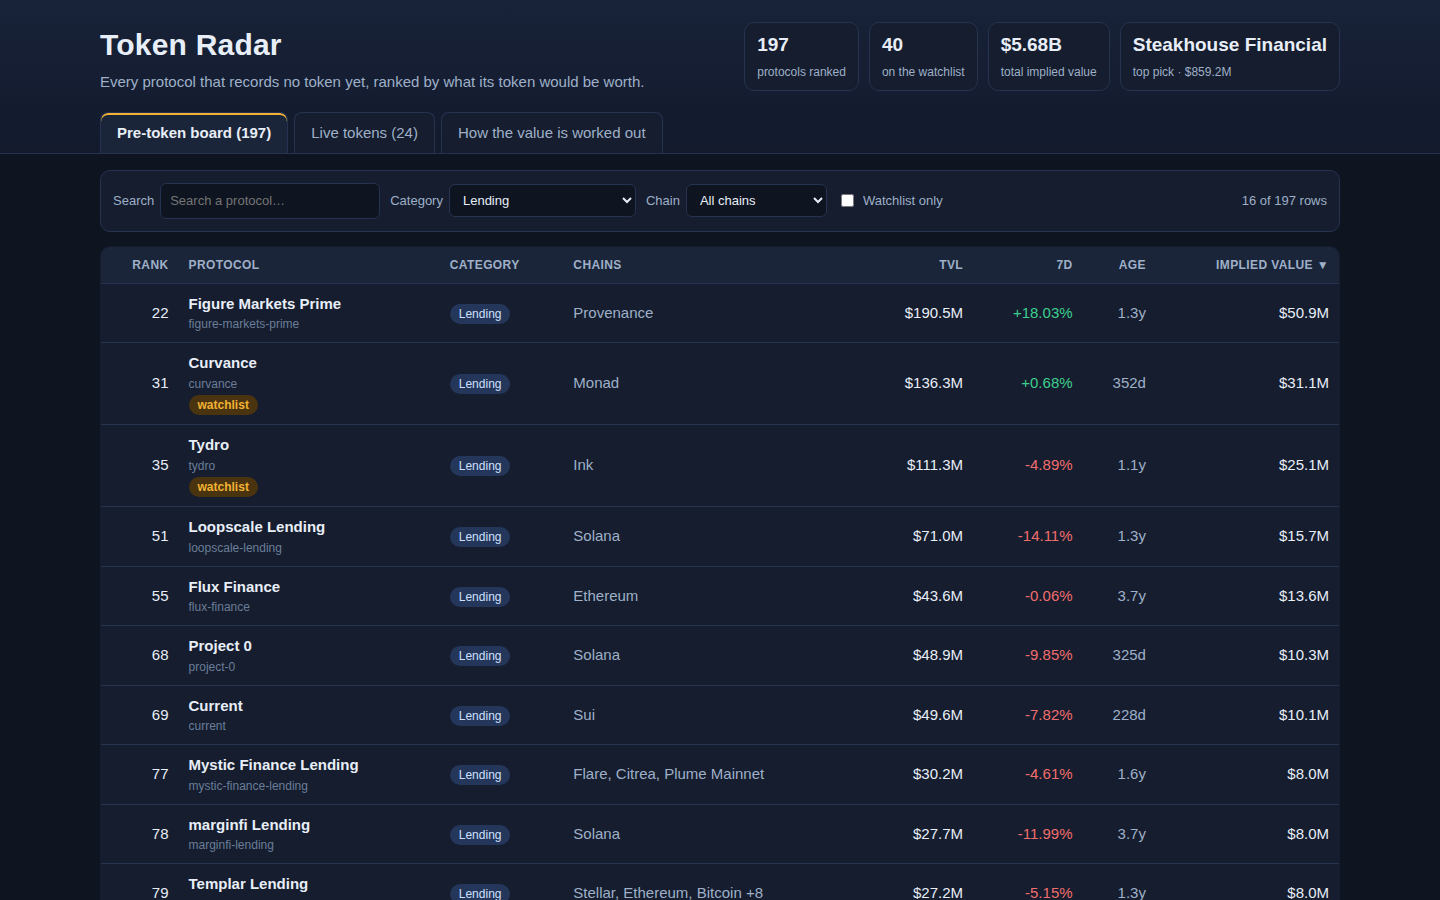 Token Radar
Every protocol that records no token yet, ranked by what its token would be worth.
197
protocols ranked
40
on the watchlist
$5.68B
total implied value
Steakhouse Financial
top pick · $859.2M
Pre-token board (197)
Live tokens (24)
How the value is worked out
Search Search a protocol… Category Lending Chain All chains Watchlist only 16 of 197 rows
RANK PROTOCOL CATEGORY CHAINS TVL 7D AGE IMPLIED VALUE ▼
22 Figure Markets Prime Lending Provenance $190.5M +18.03% 1.3y $50.9M
figure-markets-prime
31 Curvance Lending Monad $136.3M +0.68% 352d $31.1M
curvance
watchlist
35 Tydro Lending Ink $111.3M -4.89% 1.1y $25.1M
tydro
watchlist
51 Loopscale Lending Lending Solana $71.0M -14.11% 1.3y $15.7M
loopscale-lending
55 Flux Finance Lending Ethereum $43.6M -0.06% 3.7y $13.6M
flux-finance
68 Project 0 Lending Solana $48.9M -9.85% 325d $10.3M
project-0
69 Current Lending Sui $49.6M -7.82% 228d $10.1M
current
77 Mystic Finance Lending Lending Flare, Citrea, Plume Mainnet $30.2M -4.61% 1.6y $8.0M
mystic-finance-lending
78 marginfi Lending Lending Solana $27.7M -11.99% 3.7y $8.0M
marginfi-lending
79 Templar Lending Lending Stellar, Ethereum, Bitcoin +8 $27.2M -5.15% 1.3y $8.0M